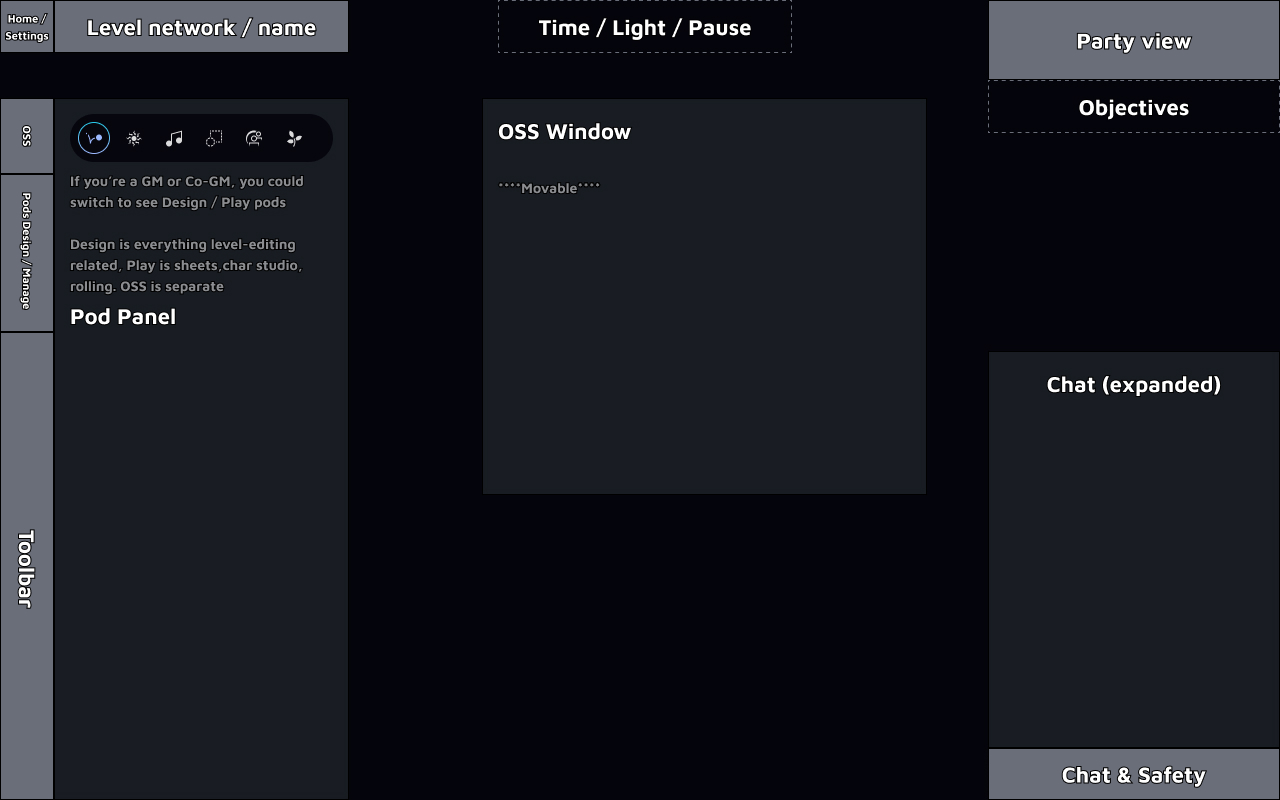 Home /
Settings
Level network / name
Time / Light / Pause
Party view
Objectives
OSS
Pods Design / Manage
Toolbar
If you’re a GM or Co-GM, you could
switch to see Design / Play pods
Design is everything level-editing
related, Play is sheets,char studio,
rolling. OSS is separate
Pod Panel
OSS Window
****Movable****
Chat (expanded)
Chat & Safety